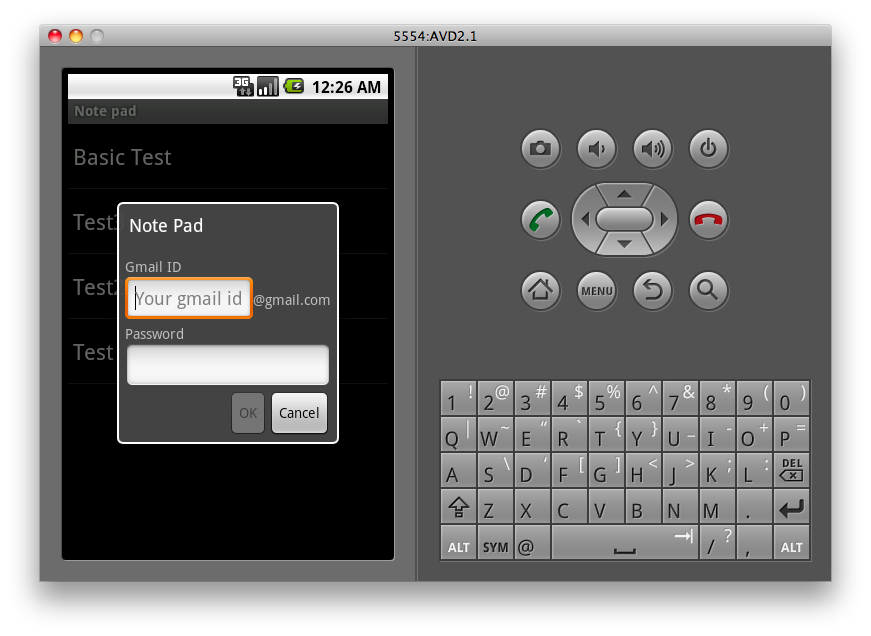 5554:AVD2.1
3G 12:26 AM
Note pad
Basic Test
Test3
Note Pad
Gmail ID
Test2
Your gmail id @gmail.com
Password
Test
OK Cancel
MENU
1 ! 2 @ 3 # 4 $ 5 % 6 ^ 7 & 8 * 9 ( 0 )
Q | W ~ E “ R ` T { Y } U _ I - O + P =
A S \ D ‘ F [ G ] H < J > K ; L : DEL
Z X C V B N M .
ALT SYM @ / ? , ALT